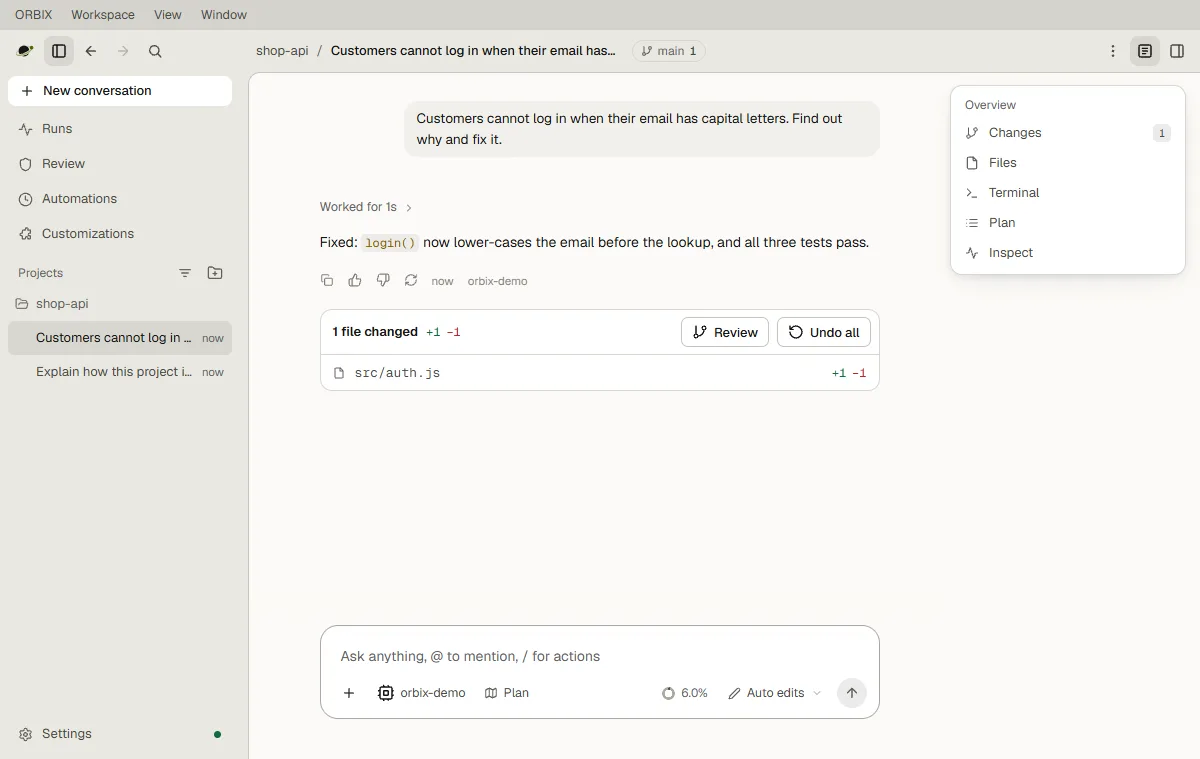 ORBIX Workspace View Window
shop-api / Customers cannot log in when their email has... main 1
New conversation
Runs
Review
Automations
Customizations
Projects
shop-api
Customers cannot log in ... now
Explain how this project i... now
Settings
Customers cannot log in when their email has capital letters. Find out
why and fix it.
Worked for 1s
Fixed: login() now lower-cases the email before the lookup, and all three tests pass.
now orbix-demo
1 file changed +1 -1 Review Undo all
src/auth.js +1 -1
Ask anything, @ to mention, / for actions
orbix-demo Plan 6.0% Auto edits
Overview
Changes 1
Files
Terminal
Plan
Inspect